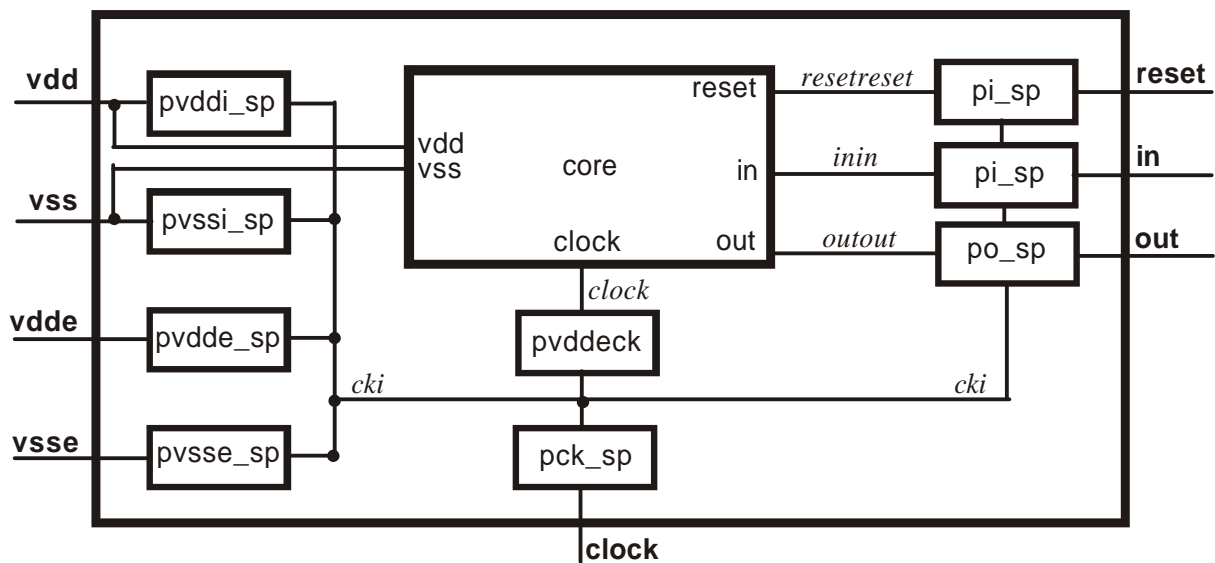 vdd
pvddi_sp
reset
resetreset
pi_sp
reset
vdd
vss
core
in
inin
pi_sp
in
vss
pvssi_sp
clock
out
outout
po_sp
out
clock
vdde
pvdde_sp
pvddeck
cki
cki
vsse
pvsse_sp
pck_sp
clock